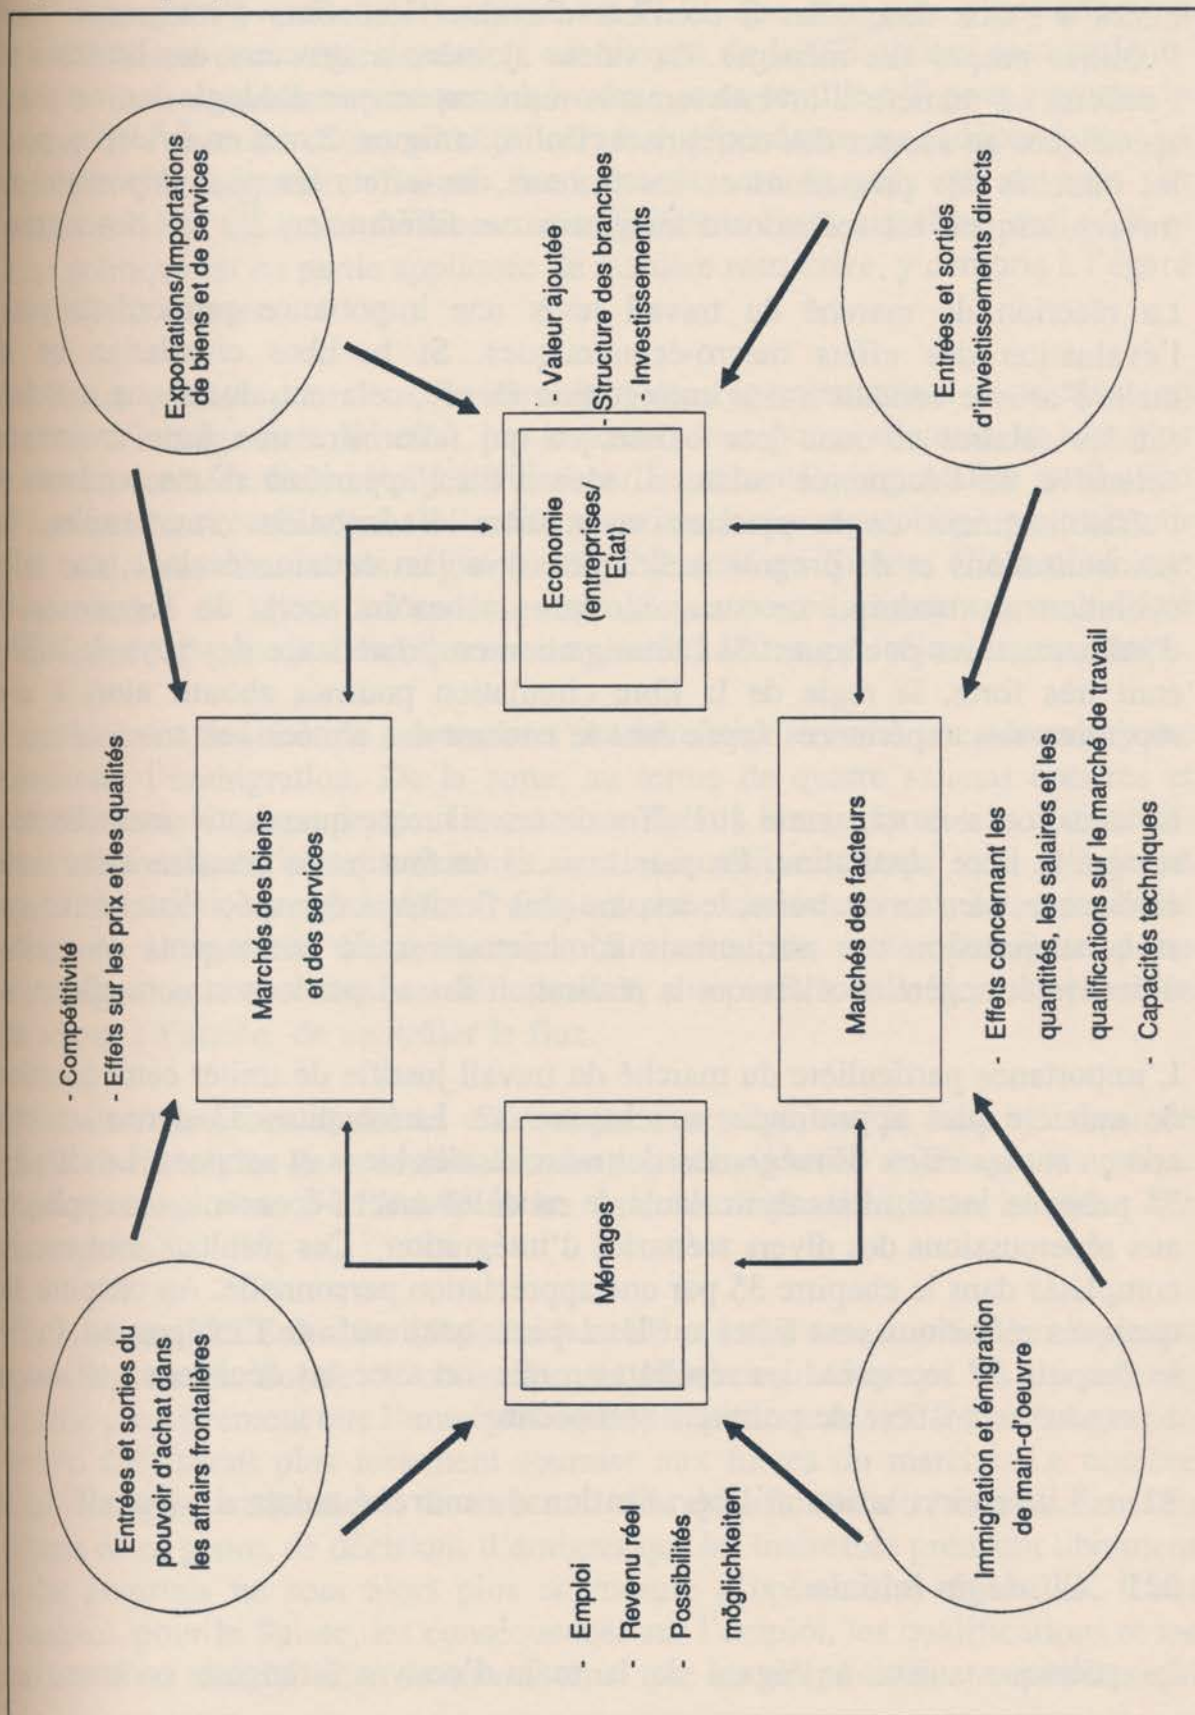 Entrées et sorties du
pouvoir d'achat dans
les affairs frontalières
- Compétitivité
- Effets sur les prix et les qualités
Exportations/Importations
de biens et de services
Marchés des biens
et des services
- Emploi
- Revenu réel
- Possibilités
möglichkeiten
Ménages
Economie
(entreprises/
Etat)
- Valeur ajoutée
-Structure des branches
- Investissements
Marchés des facteurs
Immigration et émigration
de main-d'oeuvre
- Effets concernant les
quantités, les salaires et les
qualifications sur le marché de travail
- Capacités techniques
Entrées et sorties
d'investissements directs